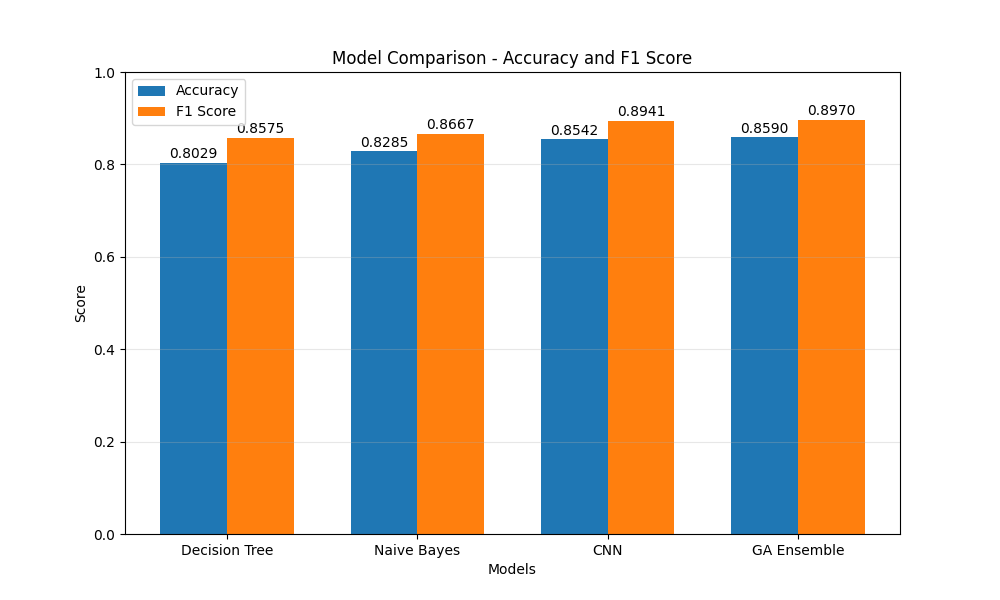 Model Comparison - Accuracy and F1 Score
1.0
Accuracy
F1 Score
0.8575
0.8667
0.8941
0.8970
0.8029
0.8285
0.8542
0.8590
0.8
0.6
0.4
0.2
0.0
Score
Decision Tree
Naive Bayes
CNN
GA Ensemble
Models